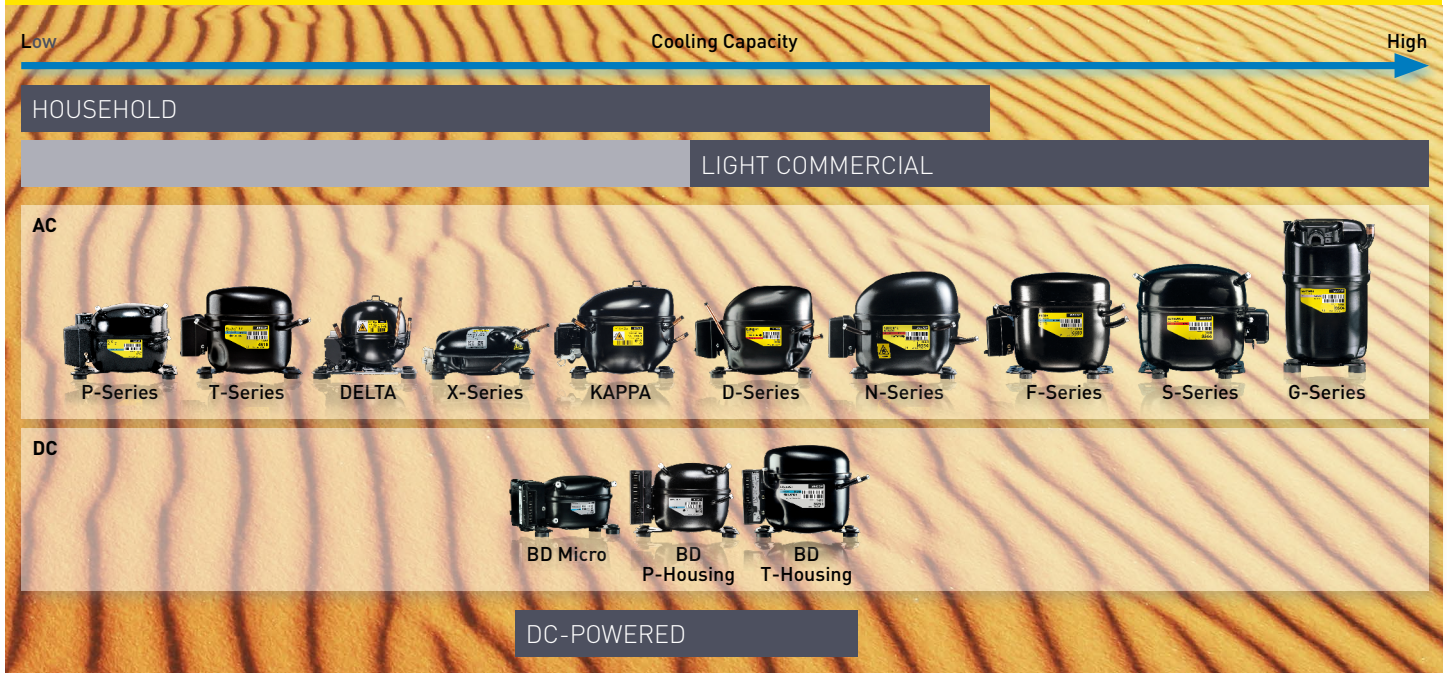 Low
Cooling Capacity
High
HOUSEHOLD
LIGHT COMMERCIAL
AC
P-Series
T-Series
DELTA
X-Series
KAPPA
D-Series
N-Series
F-Series
S-Series
G-Series
DC
BD Micro
BD
P-Housing
BD
T-Housing
DC-POWERED